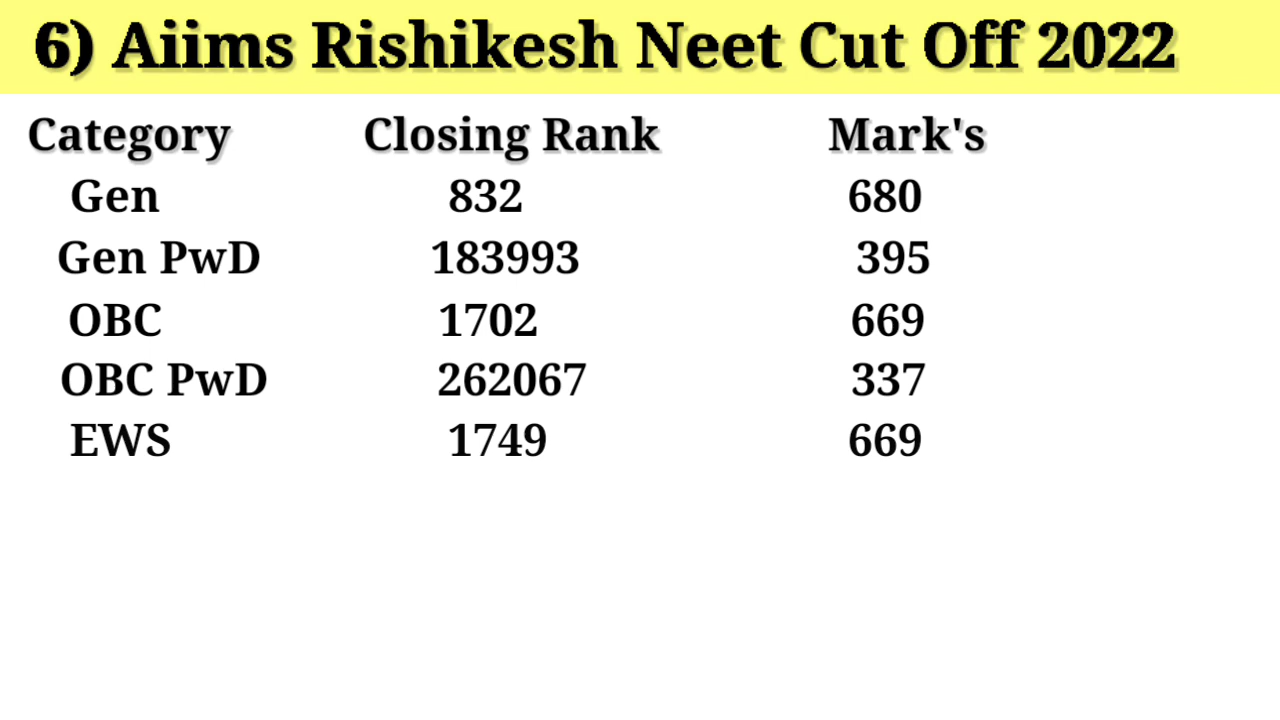 6) Aiims Rishikesh Neet Cut Off 2022
Category Closing Rank Mark's
Gen 832 680
Gen PwD 183993 395
OBC 1702 669
OBC PwD 262067 337
EWS 1749 669